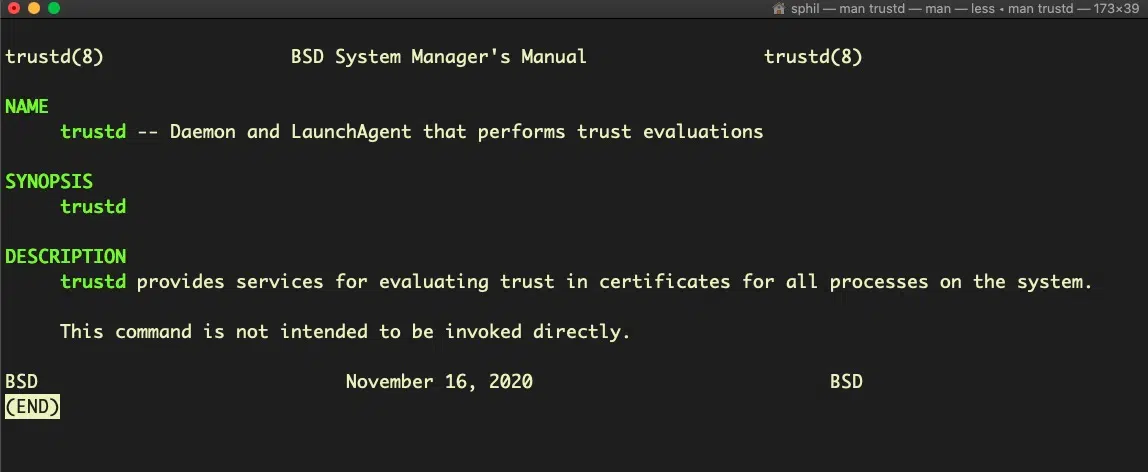 sphil — man trustd — man — less • man trustd — 173×39
trustd(8) BSD System Manager's Manual trustd(8)
NAME
trustd -- Daemon and LaunchAgent that performs trust evaluations
SYNOPSIS
trustd
DESCRIPTION
trustd provides services for evaluating trust in certificates for all processes on the system.
This command is not intended to be invoked directly.
BSD November 16, 2020 BSD
(END)